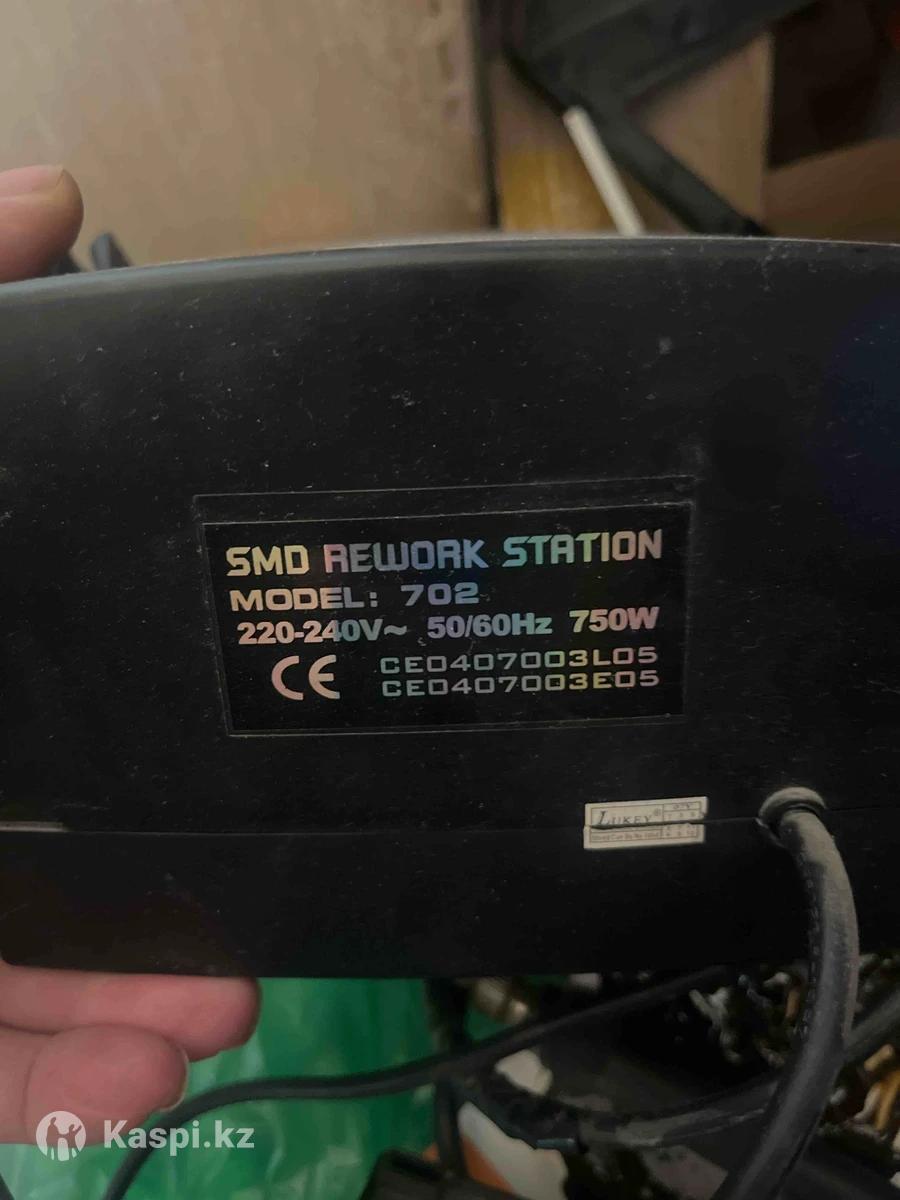 SMD REWORK STATION
MODEL: 702
220-240V~ 50/60Hz 750W
CE CE0407003L05
CE0407003E05
LUKEY®
Kaspi.kz